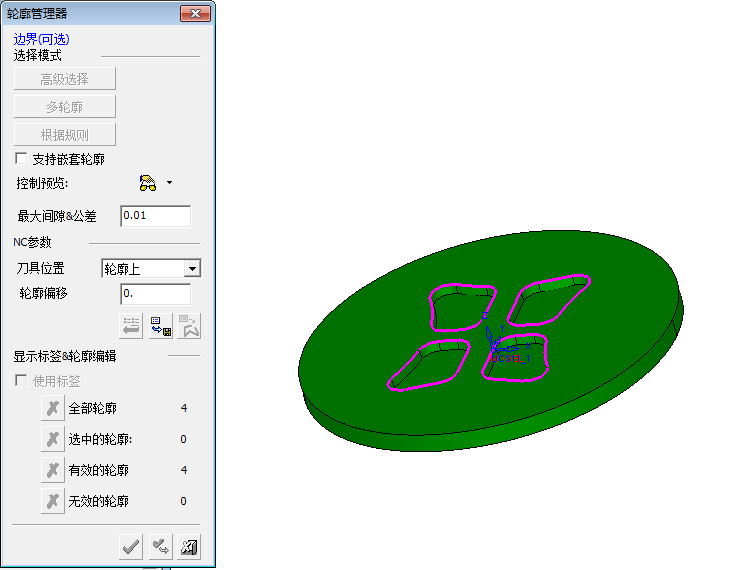 轮廓管理器
边界(可选)
选择模式
高级选择
多轮廓
根据规则
支持嵌套轮廓
控制预览:
最大间隙&公差 0.01
NC参数
刀具位置 轮廓上
轮廓偏移 0.
显示标签&轮廓编辑
使用标签
全部轮廓 4
选中的轮廓: 0
有效的轮廓 4
无效的轮廓 0
Z
Y
X